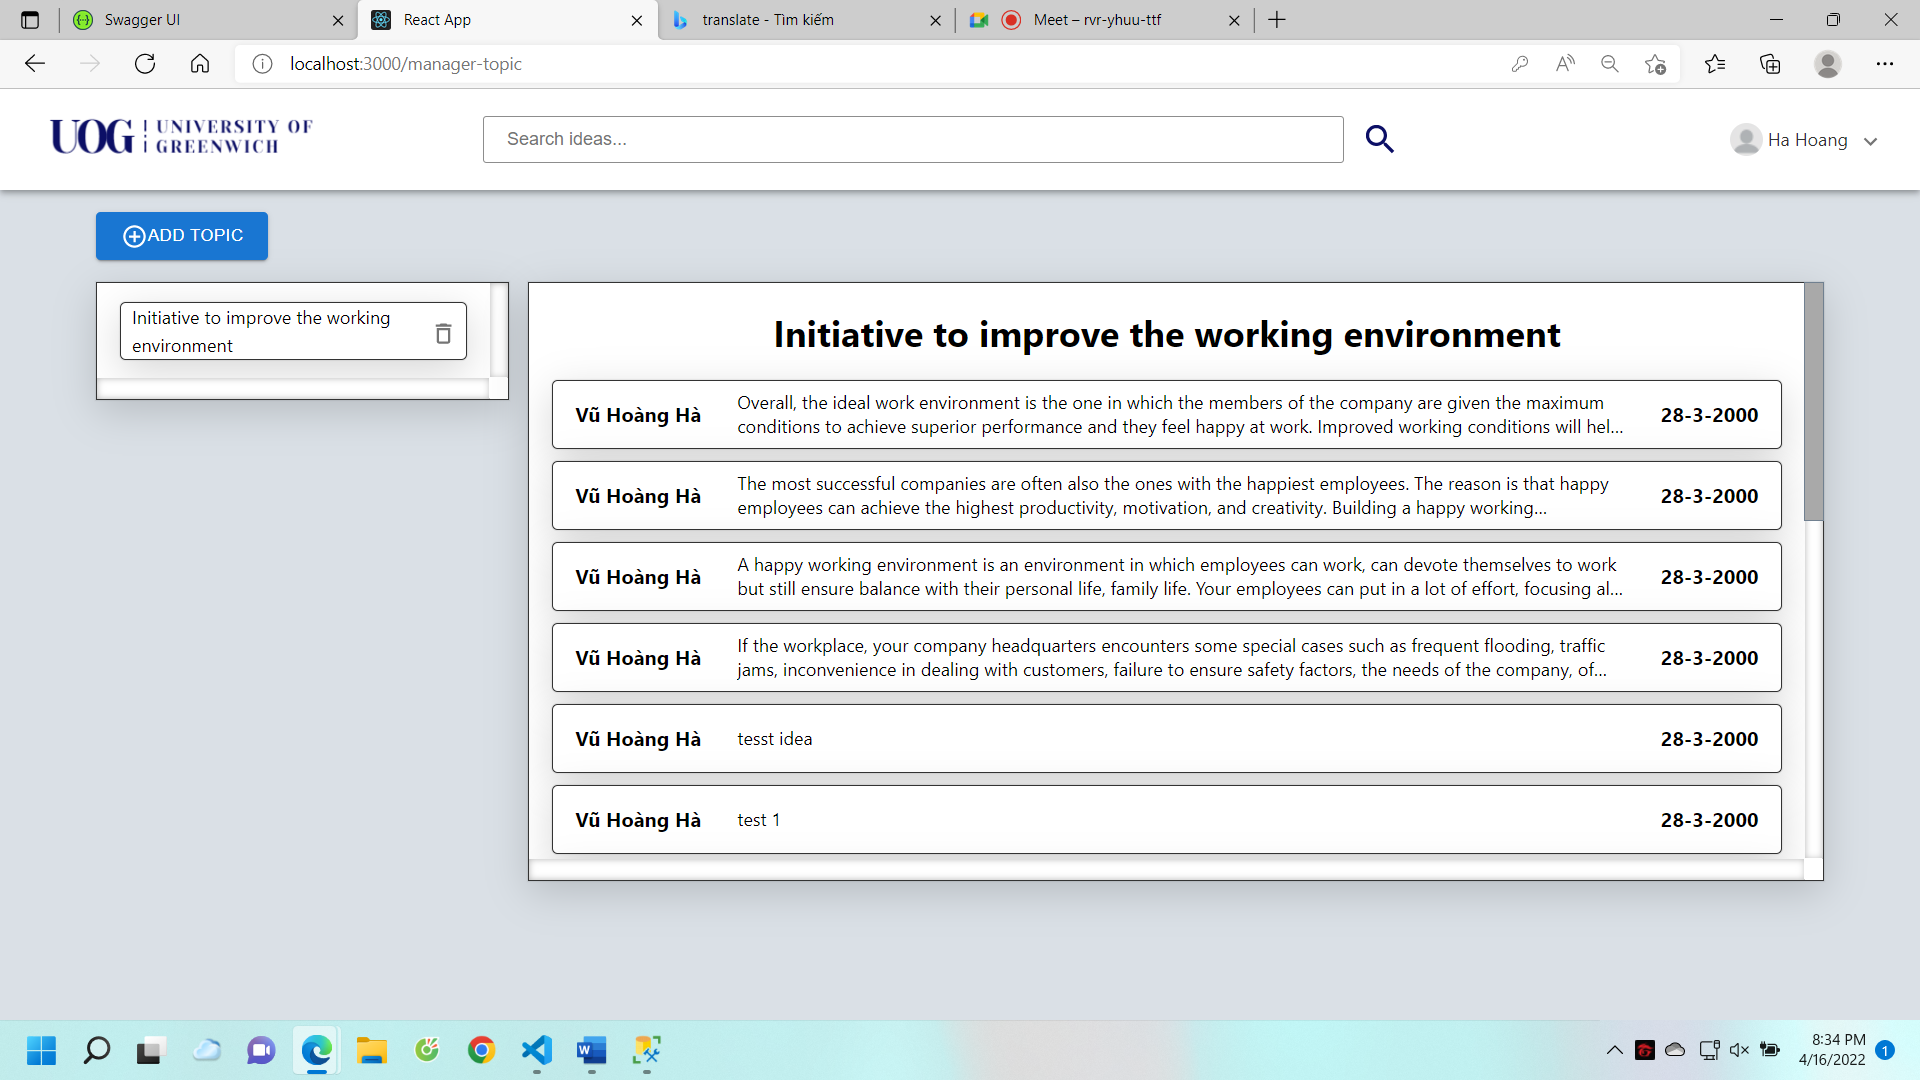 Swagger UI
React App
translate - Tìm kiếm
Meet – rvr-yhuu-ttf
localhost:3000/manager-topic
UOG UNIVERSITY OF GREENWICH
Search ideas...
Ha Hoang
ADD TOPIC
Initiative to improve the working
environment
Initiative to improve the working environment
Vũ Hoàng Hà
Overall, the ideal work environment is the one in which the members of the company are given the maximum
conditions to achieve superior performance and they feel happy at work. Improved working conditions will hel...
28-3-2000
Vũ Hoàng Hà
The most successful companies are often also the ones with the happiest employees. The reason is that happy
employees can achieve the highest productivity, motivation, and creativity. Building a happy working...
28-3-2000
Vũ Hoàng Hà
A happy working environment is an environment in which employees can work, can devote themselves to work
but still ensure balance with their personal life, family life. Your employees can put in a lot of effort, focusing al...
28-3-2000
Vũ Hoàng Hà
If the workplace, your company headquarters encounters some special cases such as frequent flooding, traffic
jams, inconvenience in dealing with customers, failure to ensure safety factors, the needs of the company, of...
28-3-2000
Vũ Hoàng Hà
tesst idea
28-3-2000
Vũ Hoàng Hà
test 1
28-3-2000
8:34 PM
4/16/2022
1